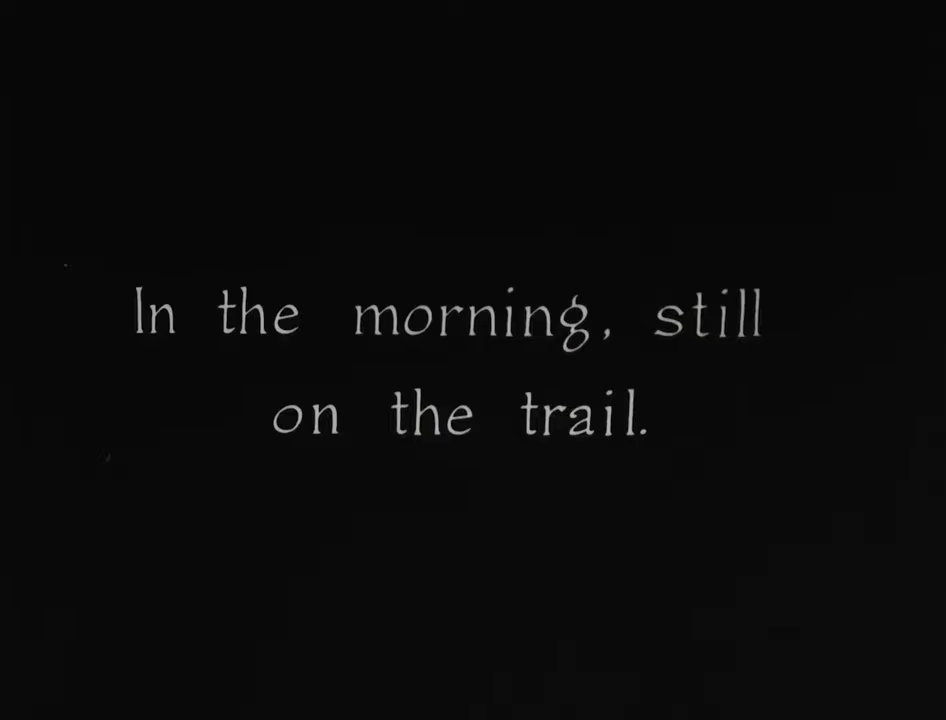 In the morning, still
on the trail.